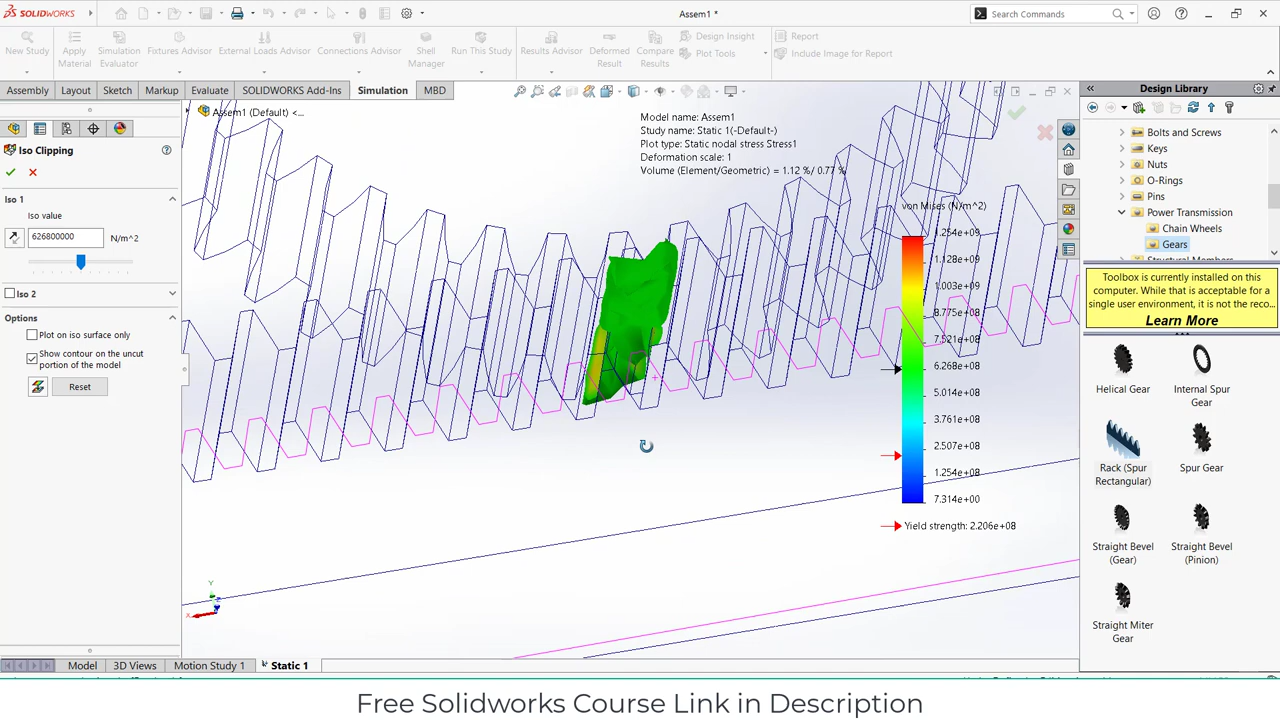 SOLIDWORKS
Assem1 *
Search Commands
New Study
Apply Material
Simulation Evaluator
Fixtures Advisor
External Loads Advisor
Connections Advisor
Shell Manager
Run This Study
Results Advisor
Deformed Result
Compare Results
Design Insight
Plot Tools
Report
Include Image for Report
Assembly
Layout
Sketch
Markup
Evaluate
SOLIDWORKS Add-Ins
Simulation
MBD
Assem1 (Default) <...
Iso Clipping
Iso 1
Iso value
626800000
N/m^2
Iso 2
Options
Plot on iso surface only
Show contour on the uncut
portion of the model
Reset
Model name: Assem1
Study name: Static 1(-Default-)
Plot type: Static nodal stress Stress1
Deformation scale: 1
Volume (Element/Geometric) = 1.12 %/ 0.77 %
von Mises (N/m^2)
1.254e+09
1.128e+09
1.003e+09
8.775e+08
7.521e+08
6.268e+08
5.014e+08
3.761e+08
2.507e+08
1.254e+08
7.314e+00
Yield strength: 2.206e+08
Y
X
Design Library
Bolts and Screws
Keys
Nuts
O-Rings
Pins
Power Transmission
Chain Wheels
Gears
Toolbox is currently installed on this
computer. While that is acceptable for a
single user environment, it is not the reco...
Learn More
Helical Gear
Internal Spur
Gear
Rack (Spur
Rectangular)
Spur Gear
Straight Bevel
(Gear)
Straight Bevel
(Pinion)
Straight Miter
Gear
Model
3D Views
Motion Study 1
Static 1
Free Solidworks Course Link in Description